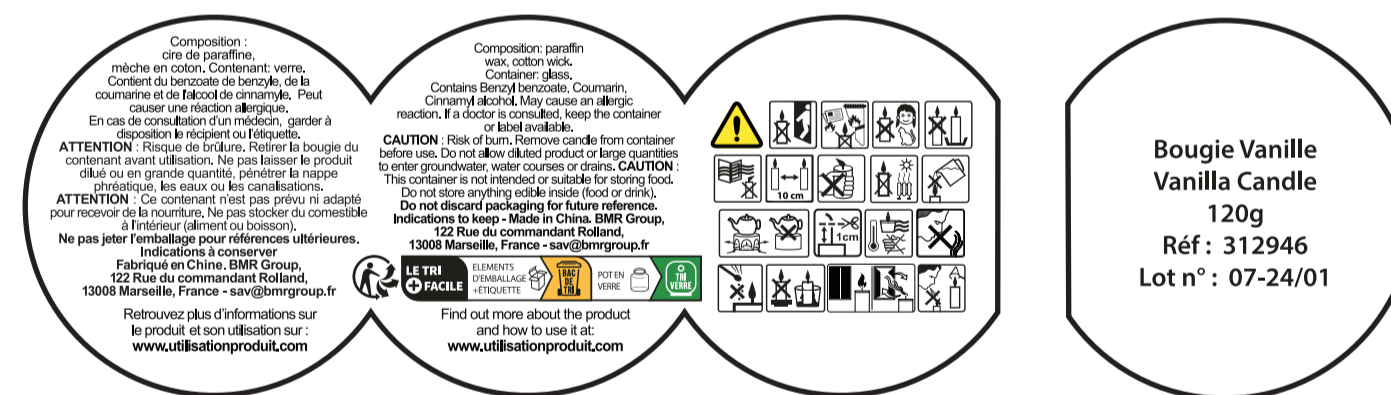 Composition :
cire de paraffine,
mèche en coton. Contenant: verre.
Contient du benzoate de benzyle, de la
coumarine et de l'alcool de cinnamyle. Peut
causer une réaction allergique.
En cas de consultation d'un médecin, garder à
disposition le récipient ou l'étiquette.
ATTENTION : Risque de brûlure. Retirer la bougie du
contenant avant utilisation. Ne pas laisser le produit
dilué ou en grande quantité, pénétrer la nappe
phréatique, les eaux ou les canalisations.
ATTENTION : Ce contenant n'est pas prévu ni adapté
pour recevoir de la nourriture. Ne pas stocker du comestible
à l'intérieur (aliment ou boisson).
Ne pas jeter l'emballage pour références ultérieures.
Indications à conserver
Fabriqué en Chine. BMR Group,
122 Rue du commandant Rolland,
13008 Marseille, France - sav@bmrgroup.fr
Retrouvez plus d'informations sur
le produit et son utilisation sur :
www.utilisationproduit.com
Composition: paraffin
wax, cotton wick.
Container: glass.
Contains Benzyl benzoate, Coumarin,
Cinnamyl alcohol. May cause an allergic
reaction. If a doctor is consulted, keep the container
or label available.
CAUTION : Risk of burn. Remove candle from container
before use. Do not allow diluted product or large quantities
to enter groundwater, water courses or drains. CAUTION :
This container is not intended or suitable for storing food.
Do not store anything edible inside (food or drink).
Do not discard packaging for future reference.
Indications to keep - Made in China. BMR Group,
122 Rue du commandant Rolland,
13008 Marseille, France - sav@bmrgroup.fr
LE TRI
+ FACILE
ELEMENTS
D'EMBALLAGE
+ÉTIQUETTE
BAC
DE
TRI
POT EN
VERRE
TRI
VERRE
Find out more about the product
and how to use it at:
www.utilisationproduit.com
10 cm
1cm
Bougie Vanille
Vanilla Candle
120g
Réf : 312946
Lot n° : 07-24/01